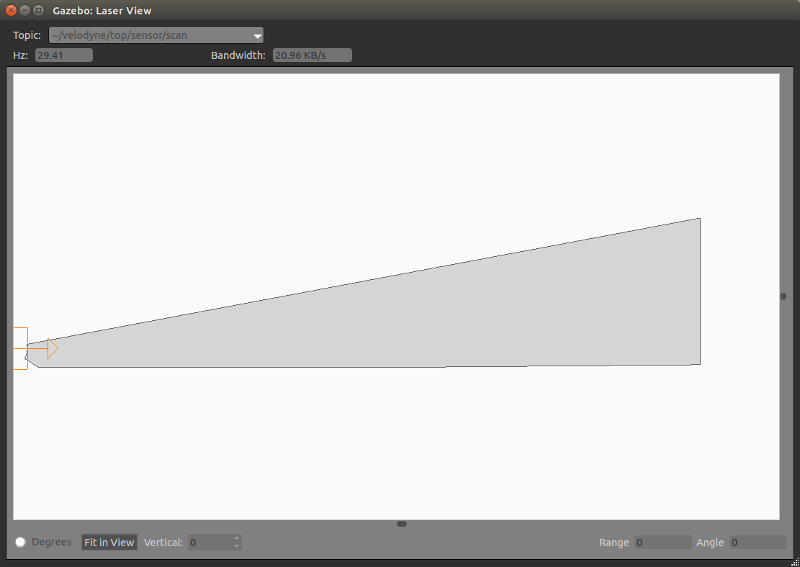 Gazebo: Laser View
Topic: ~/velodyne/top/sensor/scan
Hz: 29.41 Bandwidth: 20.96 KB/s
Degrees Fit in View Vertical: 0 Range 0 Angle 0